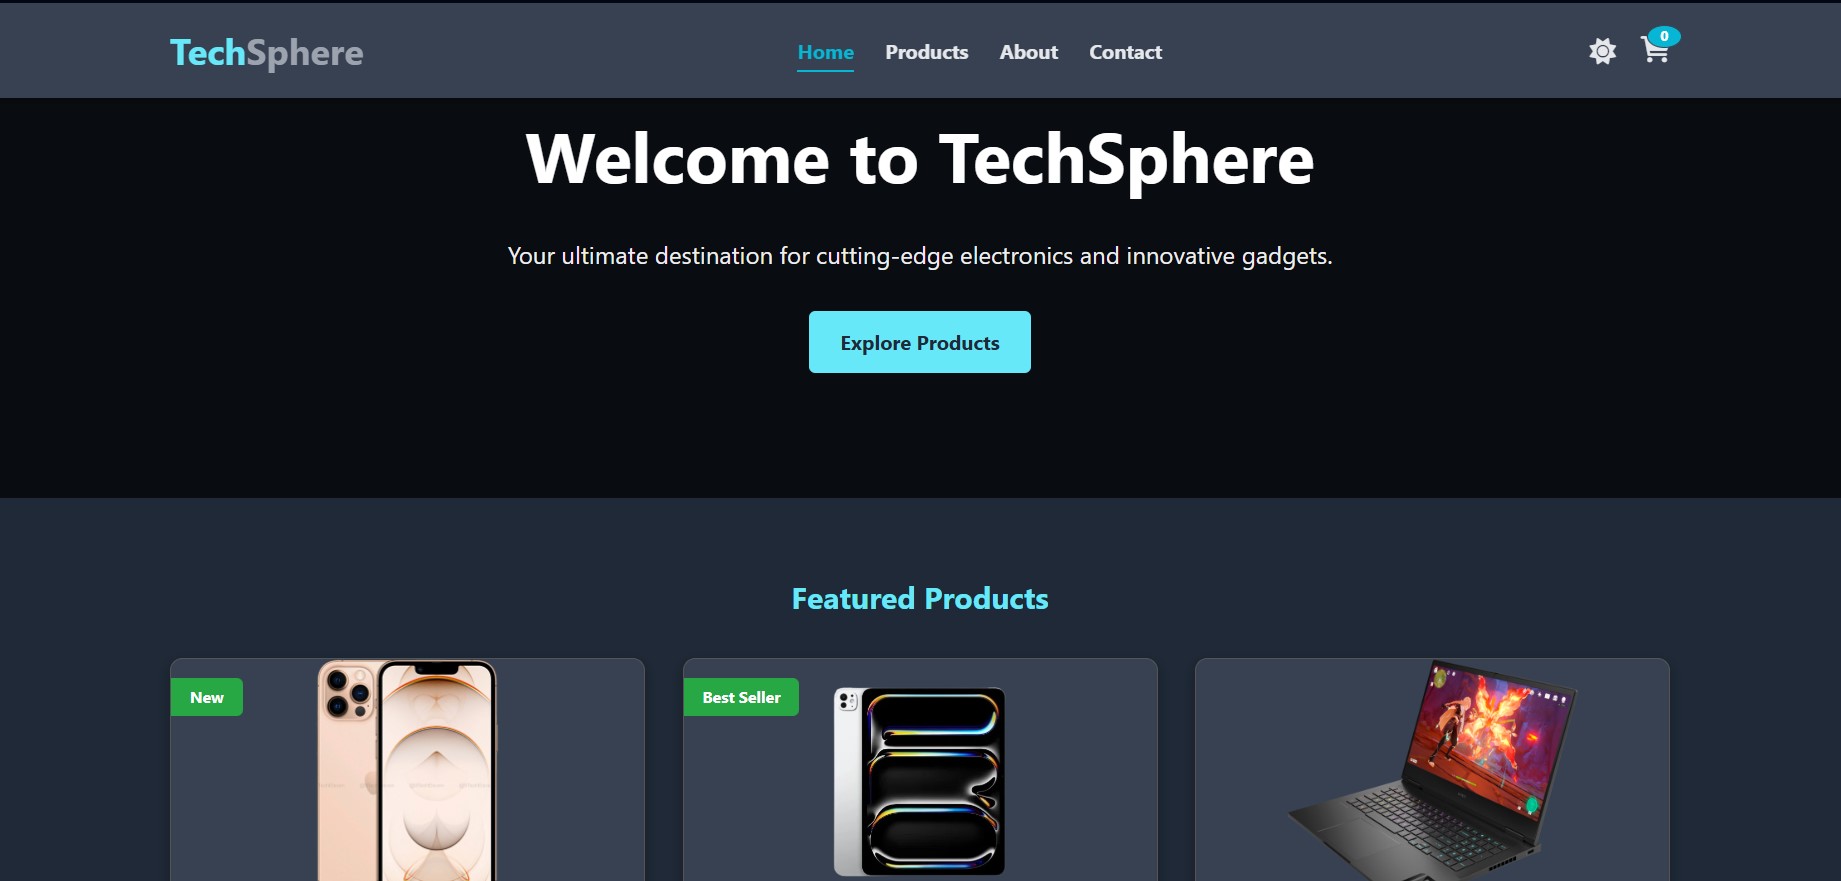 TechSphere
Home Products About Contact
0
Welcome to TechSphere
Your ultimate destination for cutting-edge electronics and innovative gadgets.
Explore Products
Featured Products
New
Best Seller